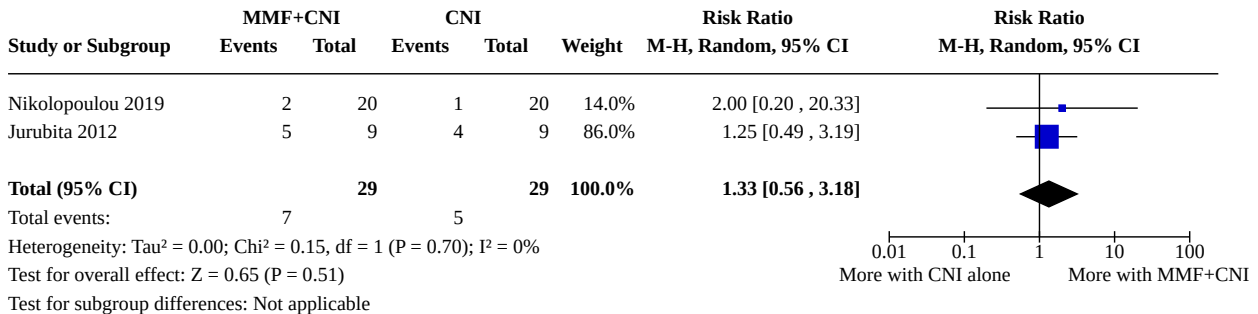 MMF+CNI CNI Risk Ratio Risk Ratio
Study or Subgroup Events Total Events Total Weight M-H, Random, 95% CI M-H, Random, 95% CI
Nikolopoulou 2019 2 20 1 20 14.0% 2.00 [0.20 , 20.33]
Jurubita 2012 5 9 4 9 86.0% 1.25 [0.49 , 3.19]
Total (95% CI) 29 29 100.0% 1.33 [0.56 , 3.18]
Total events: 7 5
Heterogeneity: Tau² = 0.00; Chi² = 0.15, df = 1 (P = 0.70); I² = 0%
0.01 0.1 1 10 100
Test for overall effect: Z = 0.65 (P = 0.51) More with CNI alone More with MMF+CNI
Test for subgroup differences: Not applicable